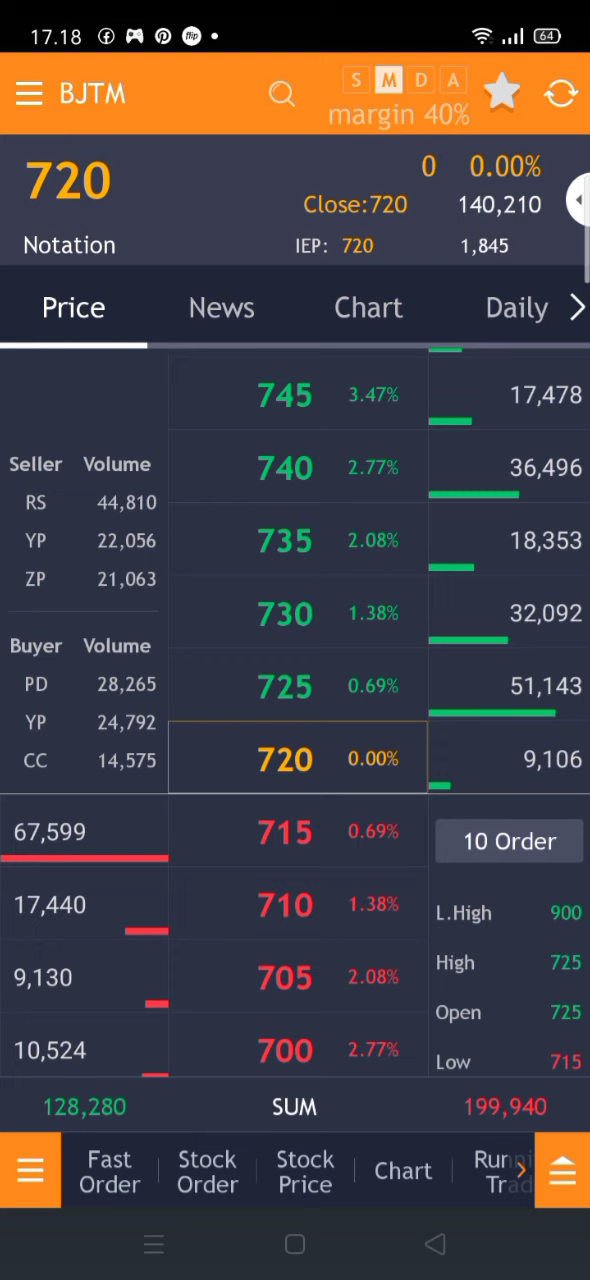 17.18 flip 64
BJTM S M D A
margin 40%
720 0 0.00%
Close:720 140,210
Notation IEP: 720 1,845
Price News Chart Daily
745 3.47% 17,478
Seller Volume 740 2.77% 36,496
RS 44,810
YP 22,056 735 2.08% 18,353
ZP 21,063
730 1.38% 32,092
Buyer Volume
PD 28,265 725 0.69% 51,143
YP 24,792
CC 14,575 720 0.00% 9,106
67,599 715 0.69% 10 Order
17,440 710 1.38% L.High 900
High 725
9,130 705 2.08%
Open 725
10,524 700 2.77% Low 715
128,280 SUM 199,940
Fast Order Stock Order Stock Price Chart Runni Trad